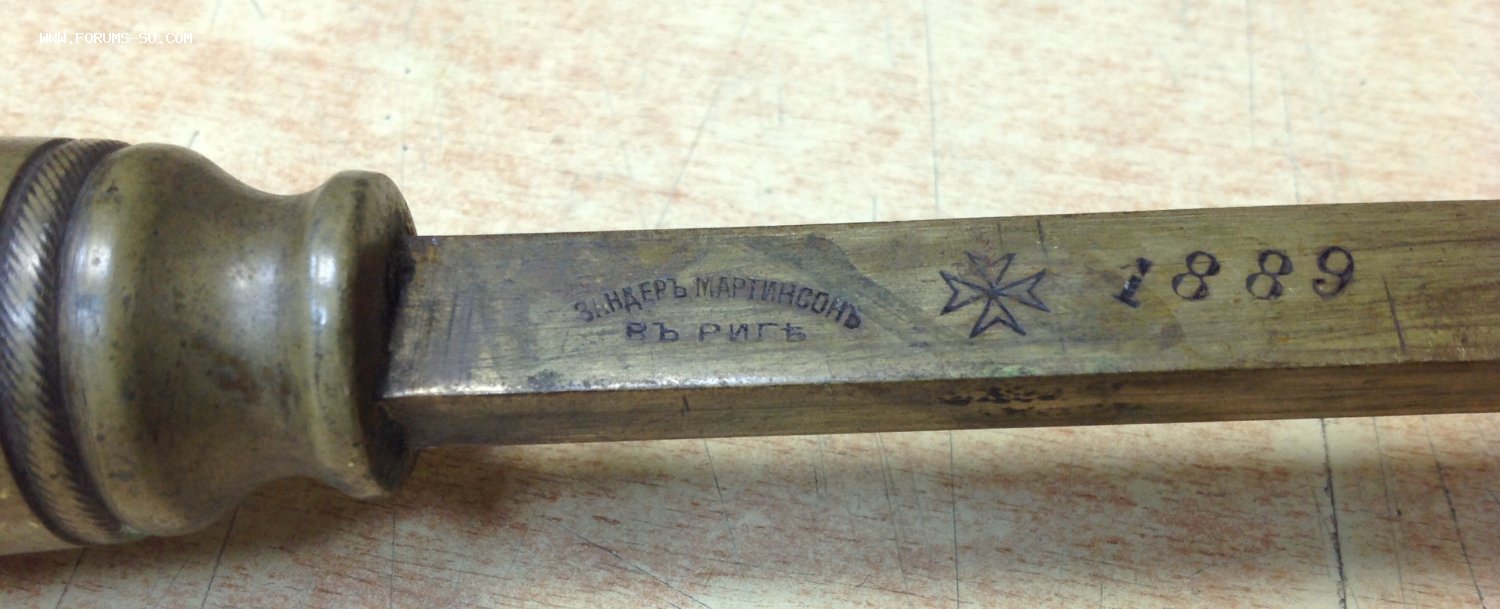 WWW.FORUMS-SU.COM
ЗАНДЕРЪ МАРТИНСОНЪ
ВЪ РИГѢ
1889